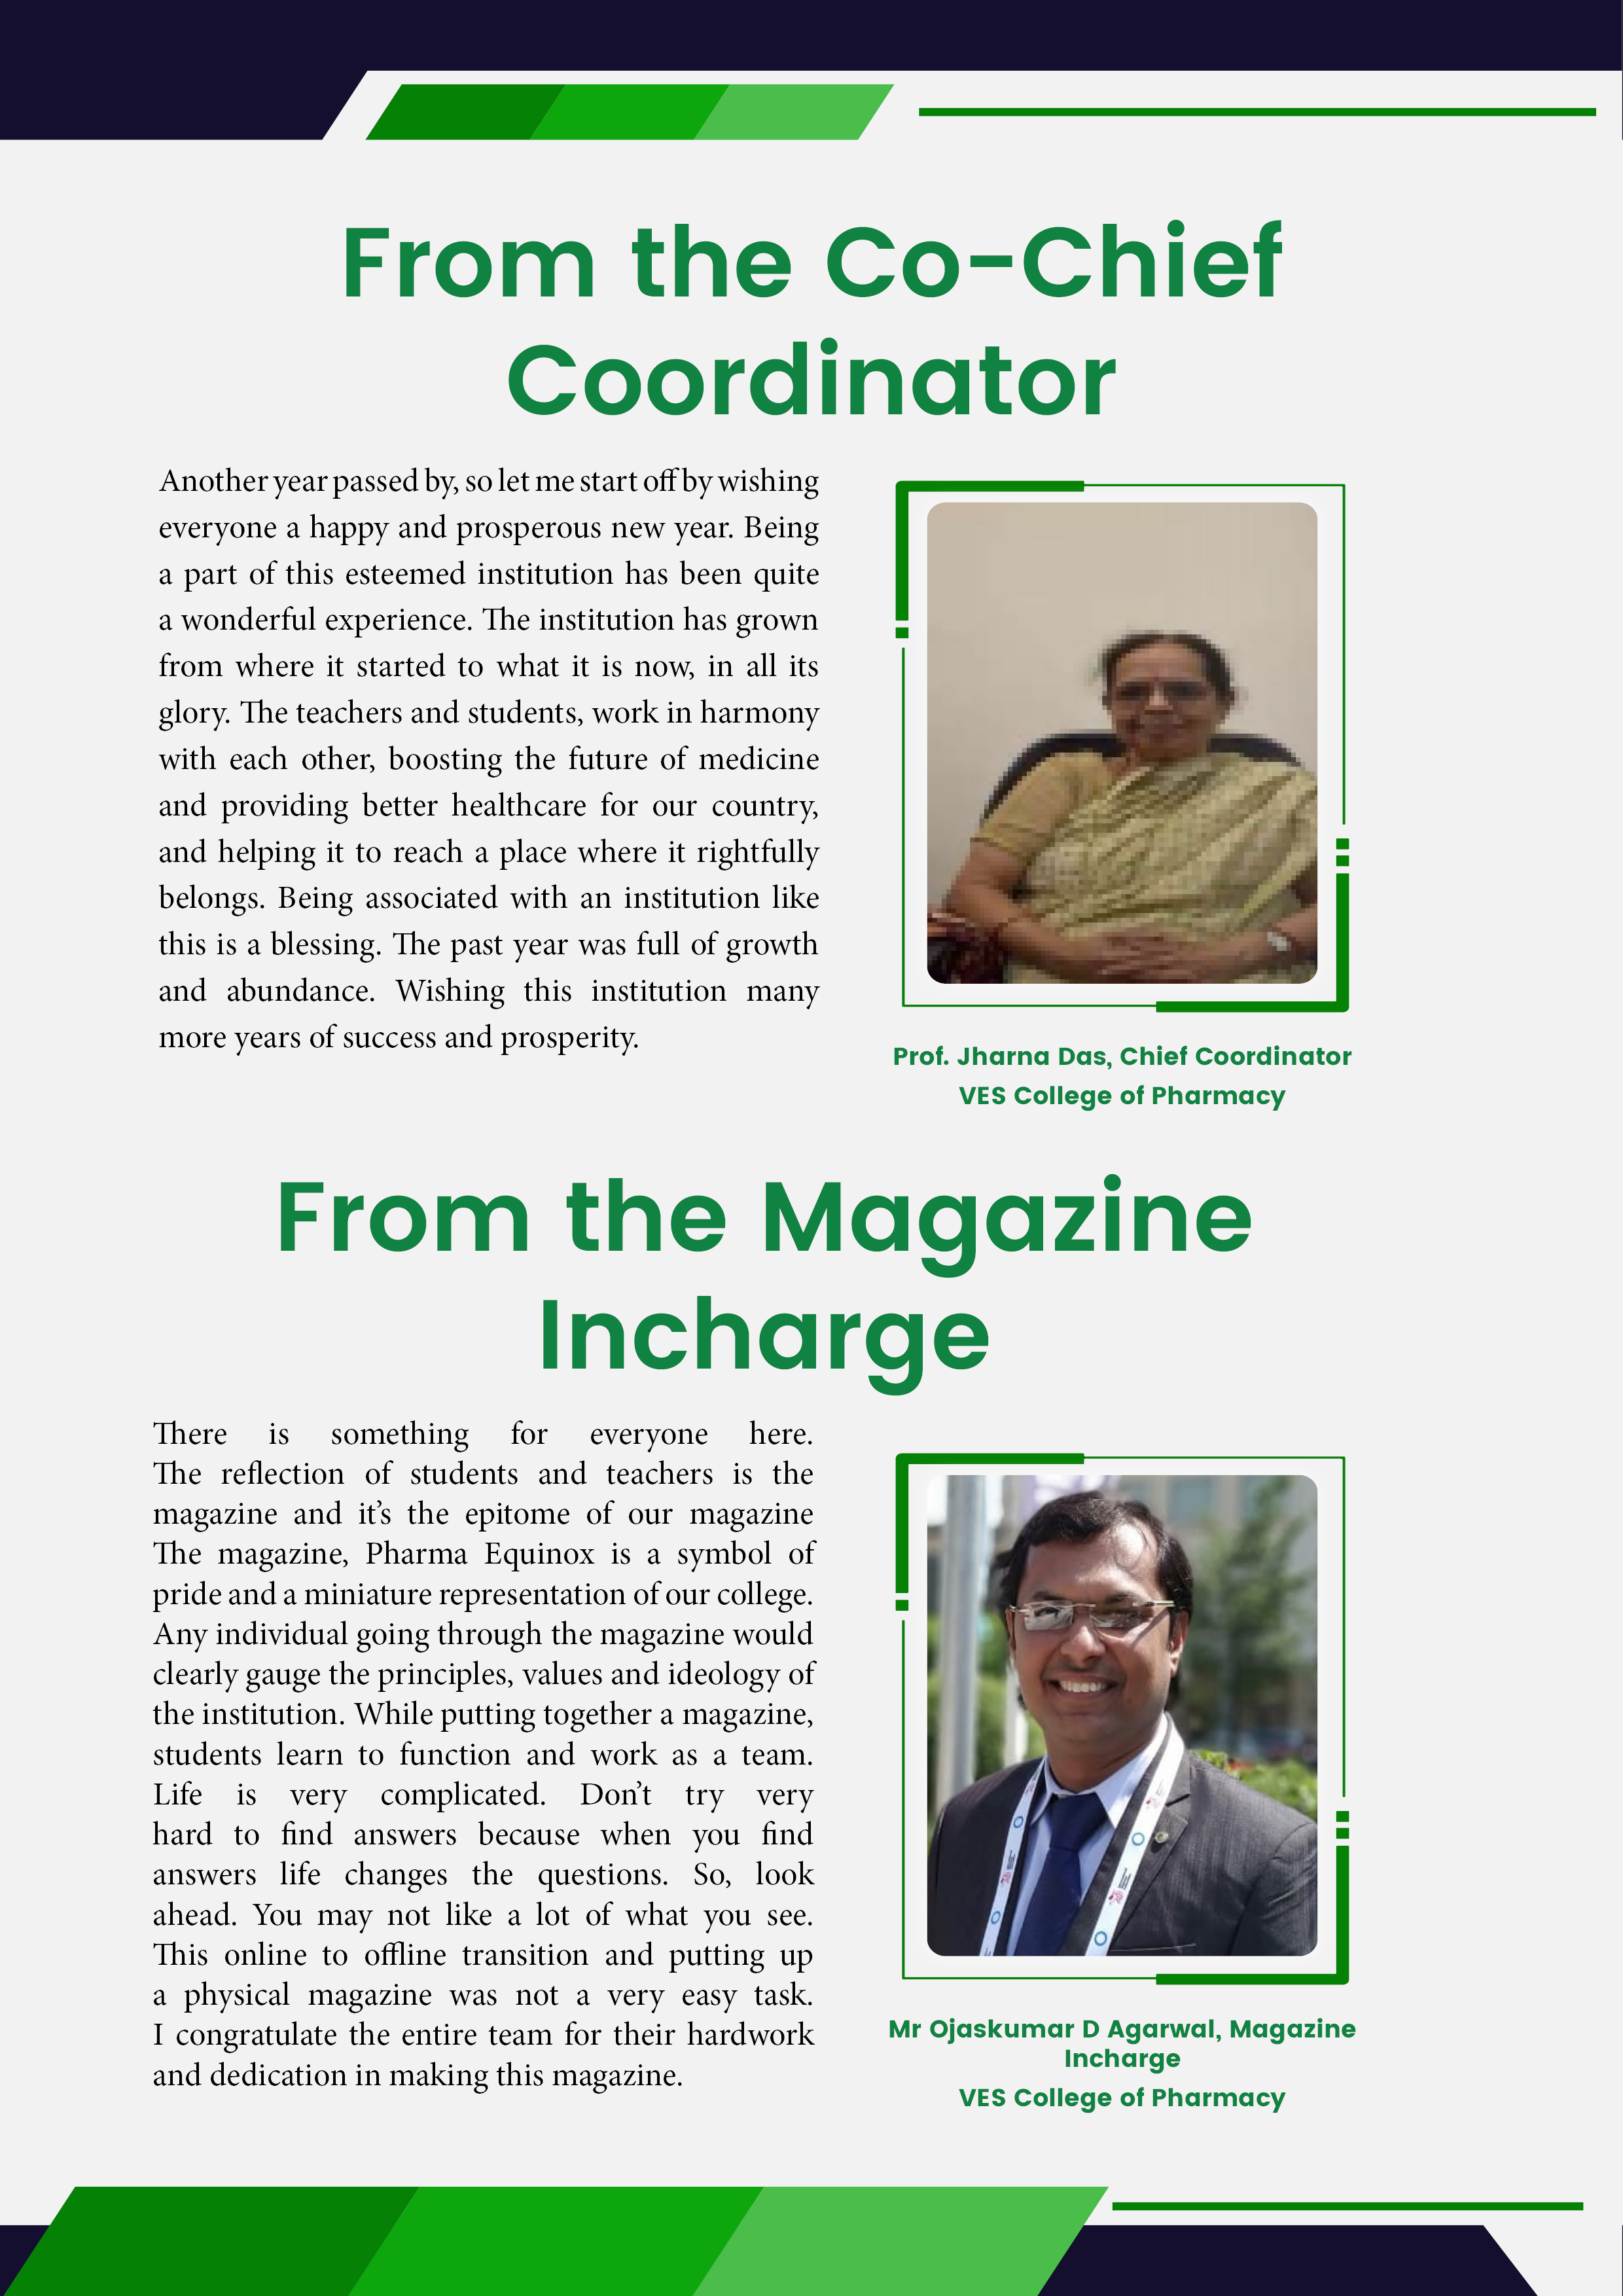 From the Co-Chief
Coordinator
Another year passed by, so let me start off by wishing
everyone a happy and prosperous new year. Being
a part of this esteemed institution has been quite
a wonderful experience. The institution has grown
from where it started to what it is now, in all its
glory. The teachers and students, work in harmony
with each other, boosting the future of medicine
and providing better healthcare for our country,
and helping it to reach a place where it rightfully
belongs. Being associated with an institution like
this is a blessing. The past year was full of growth
and abundance. Wishing this institution many
more years of success and prosperity.
Prof. Jharna Das, Chief Coordinator
VES College of Pharmacy
From the Magazine
Incharge
There is something for everyone here.
The reflection of students and teachers is the
magazine and it’s the epitome of our magazine
The magazine, Pharma Equinox is a symbol of
pride and a miniature representation of our college.
Any individual going through the magazine would
clearly gauge the principles, values and ideology of
the institution. While putting together a magazine,
students learn to function and work as a team.
Life is very complicated. Don’t try very
hard to find answers because when you find
answers life changes the questions. So, look
ahead. You may not like a lot of what you see.
This online to offline transition and putting up
a physical magazine was not a very easy task.
I congratulate the entire team for their hardwork
and dedication in making this magazine.
Mr Ojaskumar D Agarwal, Magazine
Incharge
VES College of Pharmacy